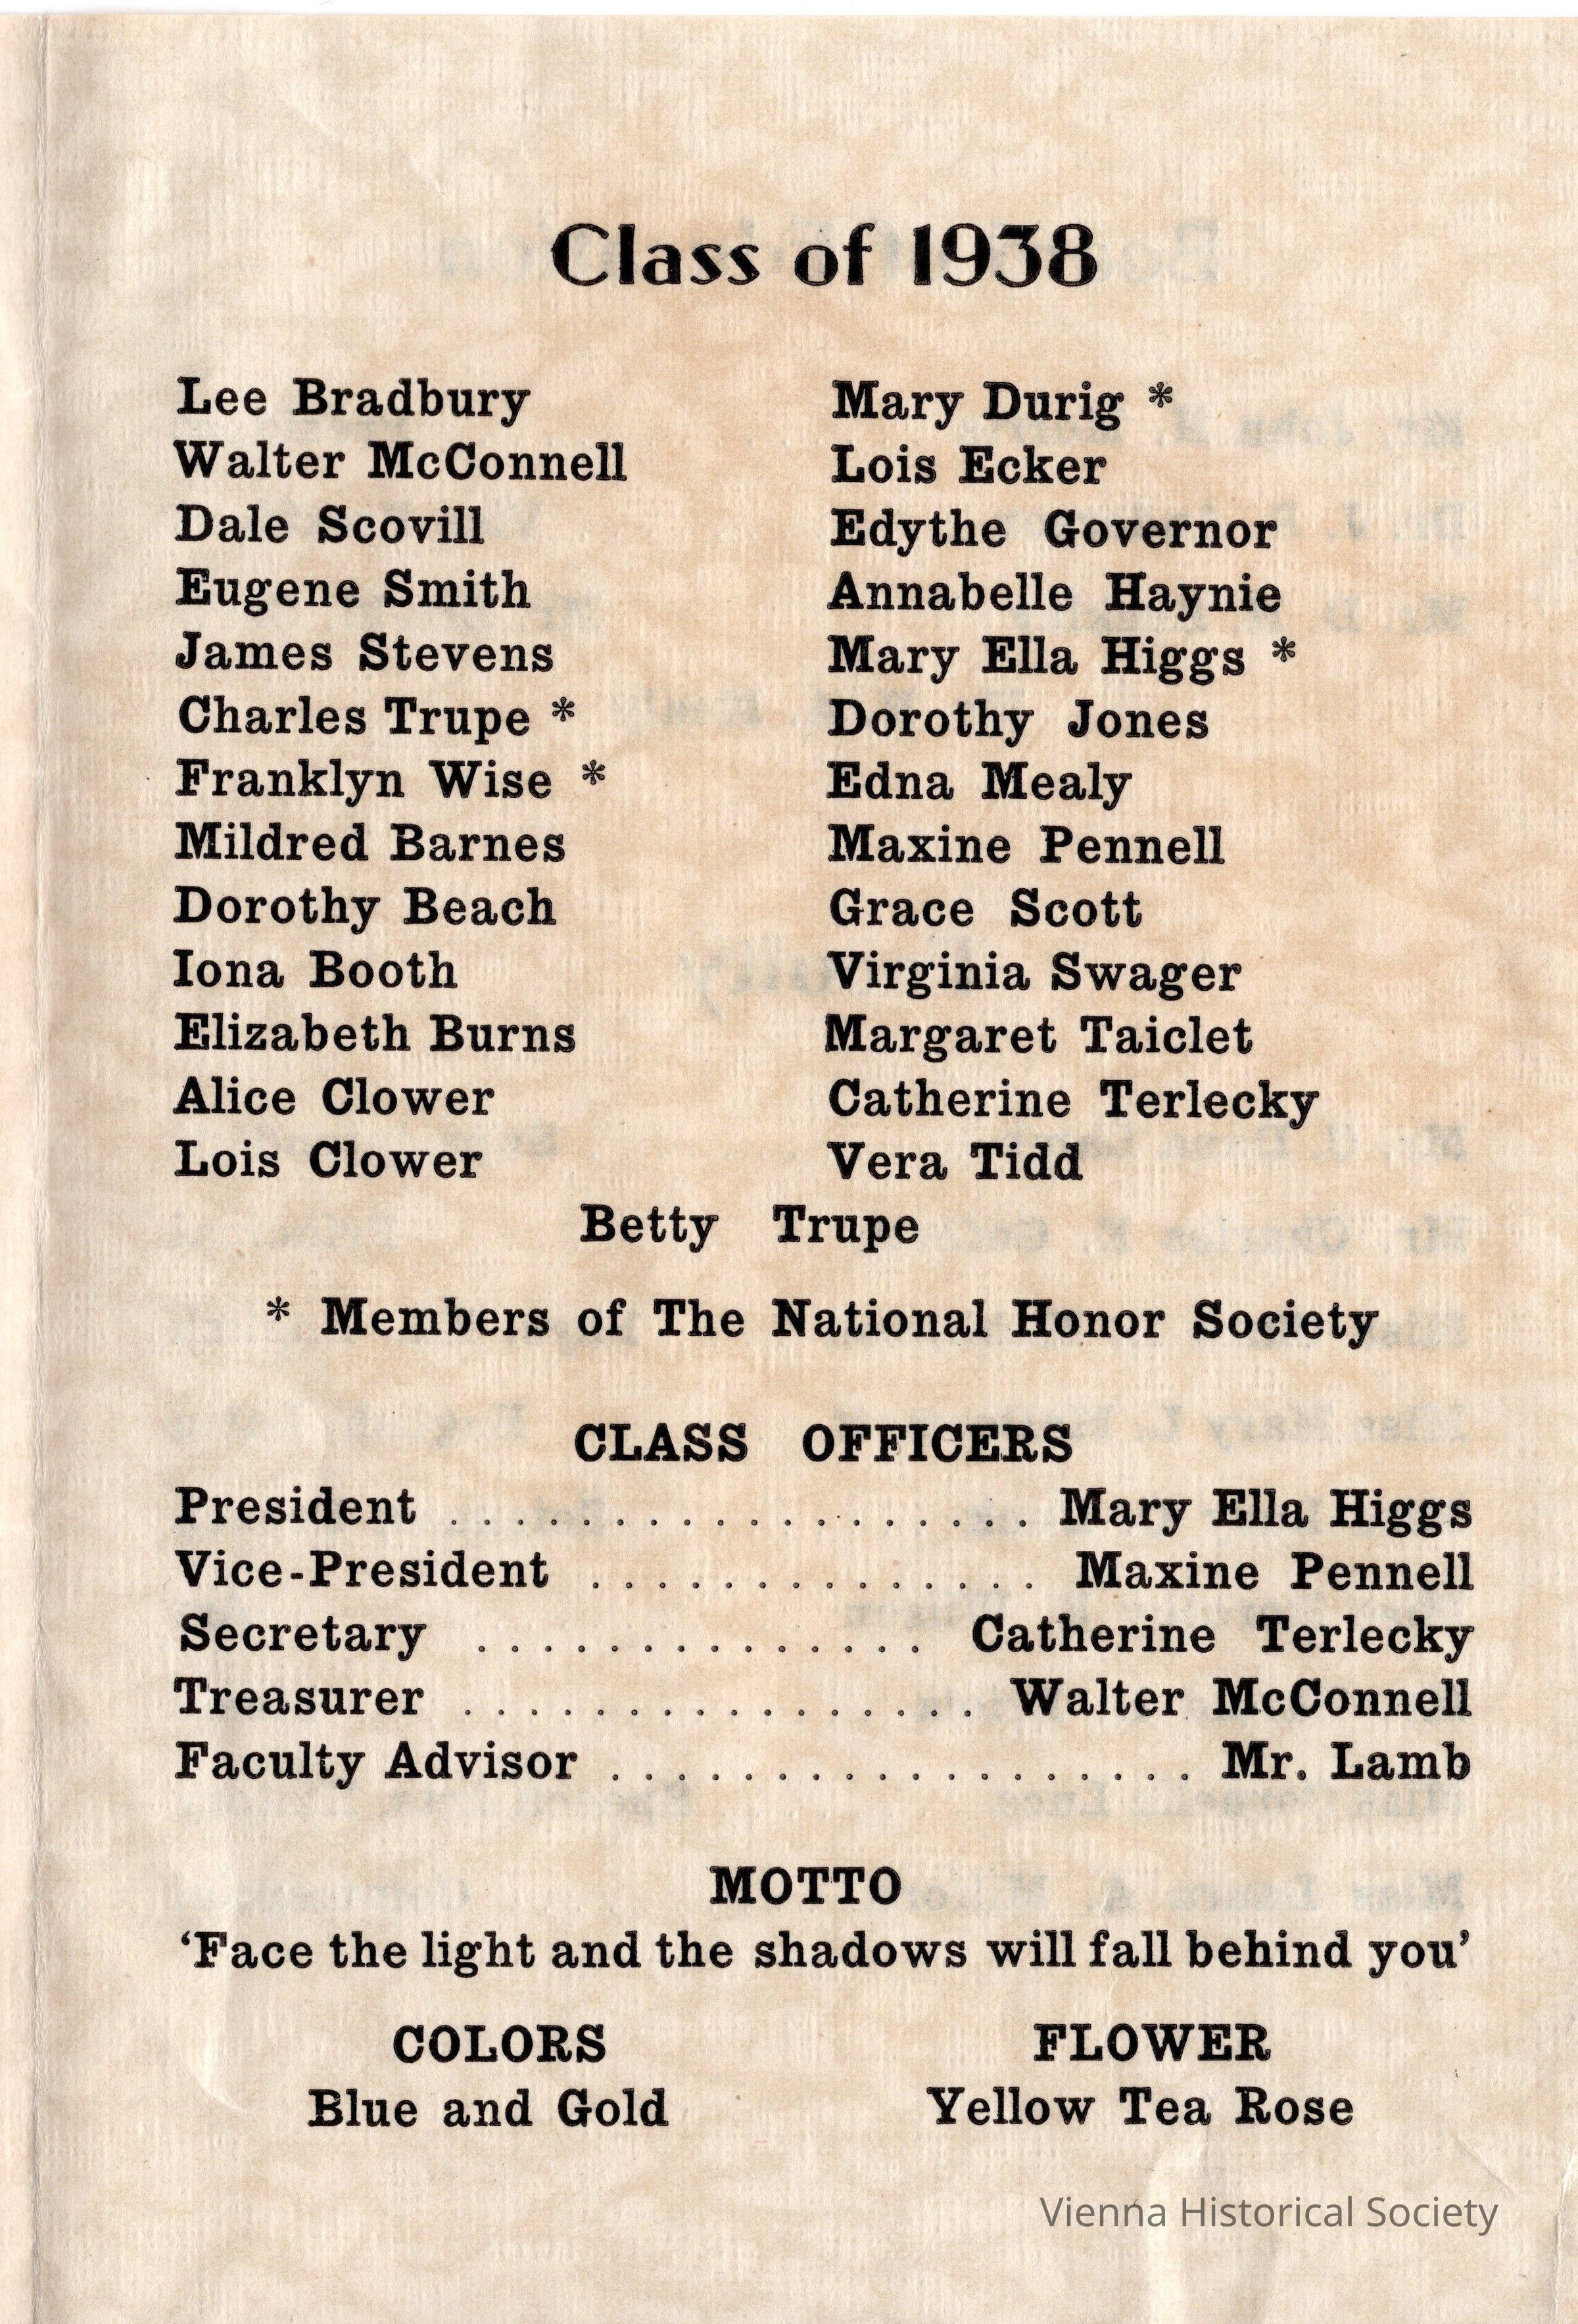 Class of 1938
Lee Bradbury
Walter McConnell
Dale Scovill
Eugene Smith
James Stevens
Charles Trupe *
Franklyn Wise *
Mildred Barnes
Dorothy Beach
Iona Booth
Elizabeth Burns
Alice Clower
Lois Clower
Mary Durig *
Lois Ecker
Edythe Governor
Annabelle Haynie
Mary Ella Higgs *
Dorothy Jones
Edna Mealy
Maxine Pennell
Grace Scott
Virginia Swager
Margaret Taiclet
Catherine Terlecky
Vera Tidd
Betty Trupe
* Members of The National Honor Society
CLASS OFFICERS
President . . . . . . . . . . . . . . . . . . Mary Ella Higgs
Vice-President . . . . . . . . . . . . . . Maxine Pennell
Secretary . . . . . . . . . . . . . . Catherine Terlecky
Treasurer . . . . . . . . . . . . . . . . Walter McConnell
Faculty Advisor . . . . . . . . . . . . . . . . . . Mr. Lamb
MOTTO
‘Face the light and the shadows will fall behind you’
COLORS
Blue and Gold
FLOWER
Yellow Tea Rose
Vienna Historical Society